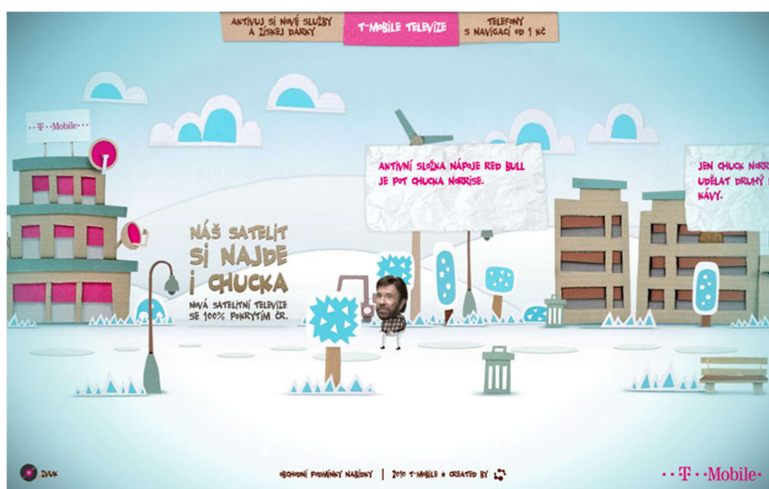 AKTIVUJ SI NOVÉ SLUŽBY
A ZÍSKEJ DÁRKY
T-MOBILE TELEVIZE
TELEFONY
S NAVIGACÍ OD 1 KČ
··T··Mobile··
AKTIVNÍ SLOŽKA NÁPOJE RED BULL
JE POT CHUCKA NORRISE.
JEN CHUCK NORR
UDĚLAT DRUHÝ
KÁVY.
NÁŠ SATELIT
SI NAJDE
I CHUCKA
NOVÁ SATELITNÍ TELEVIZE
SE 100% POKRYTÍM ČR.
ZVUK
OBCHODNÍ PODMÍNKY NABÍDKY | 2010 T-MOBILE * CREATED BY
··T··Mobile·